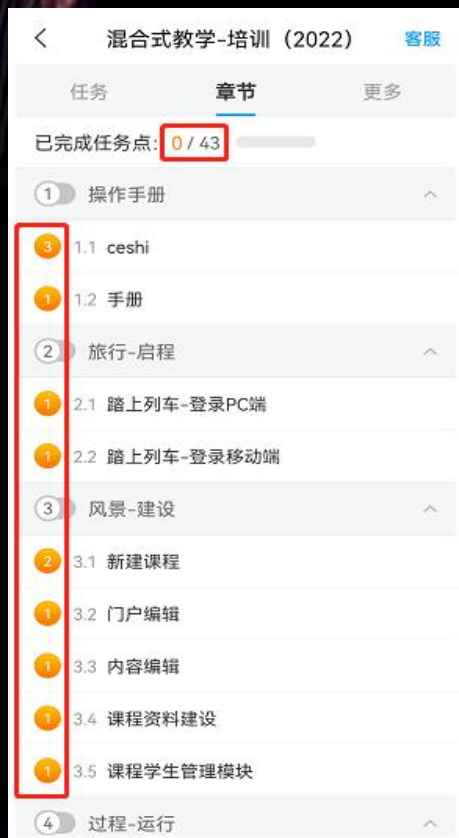 混合式教学-培训（2022） 客服
任务 章节 更多
已完成任务点: 0 / 43
1 操作手册
3 1.1 ceshi
1 1.2 手册
2 旅行-启程
1 2.1 踏上列车-登录PC端
1 2.2 踏上列车-登录移动端
3 风景-建设
2 3.1 新建课程
1 3.2 门户编辑
1 3.3 内容编辑
1 3.4 课程资料建设
1 3.5 课程学生管理模块
4 过程-运行